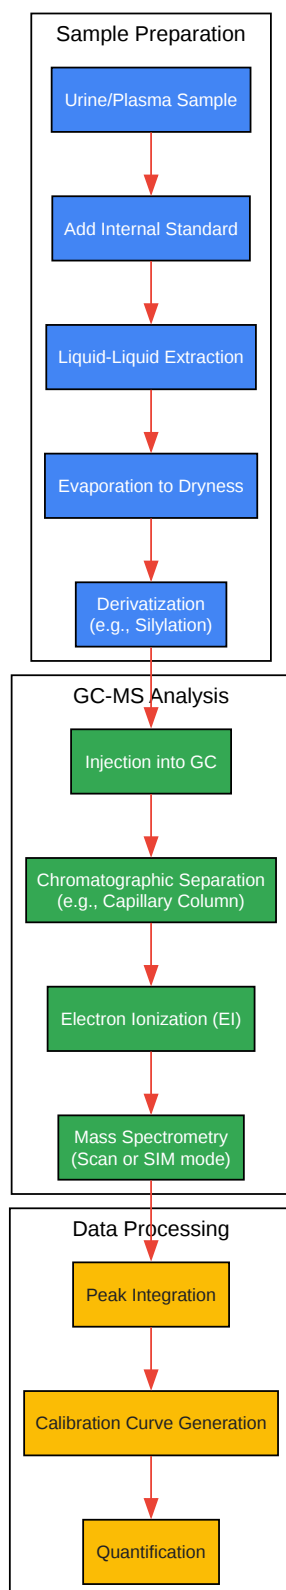 Sample Preparation
Urine/Plasma Sample
Add Internal Standard
Liquid-Liquid Extraction
Evaporation to Dryness
Derivatization
(e.g., Silylation)
GC-MS Analysis
Injection into GC
Chromatographic Separation
(e.g., Capillary Column)
Electron Ionization (EI)
Mass Spectrometry
(Scan or SIM mode)
Data Processing
Peak Integration
Calibration Curve Generation
Quantification